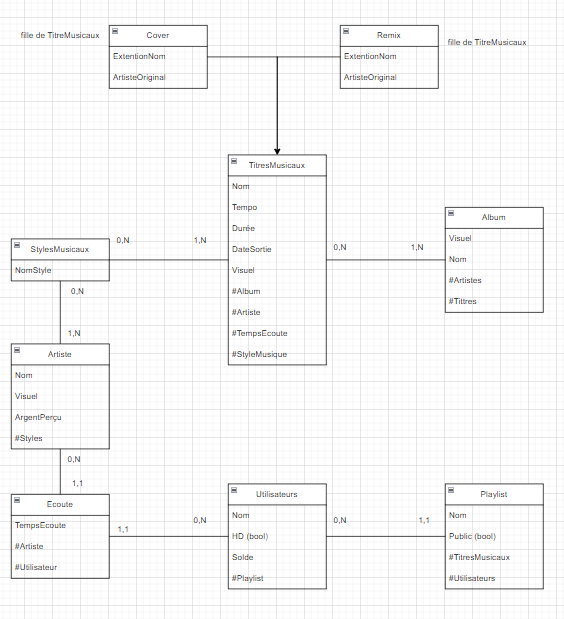 fille de TitreMusicaux
Cover
ExtentionNom
ArtisteOriginal
Remix
ExtentionNom
ArtisteOriginal
fille de TitreMusicaux
TitresMusicaux
Nom
Tempo
Durée
DateSortie
Visuel
#Album
#Artiste
#TempsEcoute
#StyleMusique
0,N
1,N
0,N
1,N
Album
Visuel
Nom
#Artistes
#Tittres
StylesMusicaux
NomStyle
0,N
1,N
Artiste
Nom
Visuel
ArgentPerçu
#Styles
0,N
1,1
Ecoute
TempsEcoute
#Artiste
#Utilisateur
1,1
0,N
Utilisateurs
Nom
HD (bool)
Solde
#Playlist
0,N
1,1
Playlist
Nom
Public (bool)
#TitresMusicaux
#Utilisateurs